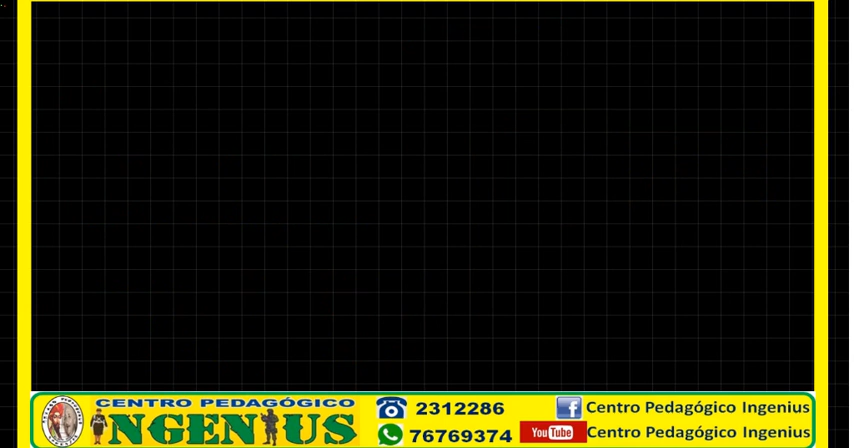 CENTRO PEDAGÓGICO
INGENIUS
2312286
76769374
Centro Pedagógico Ingenius
YouTube Centro Pedagógico Ingenius